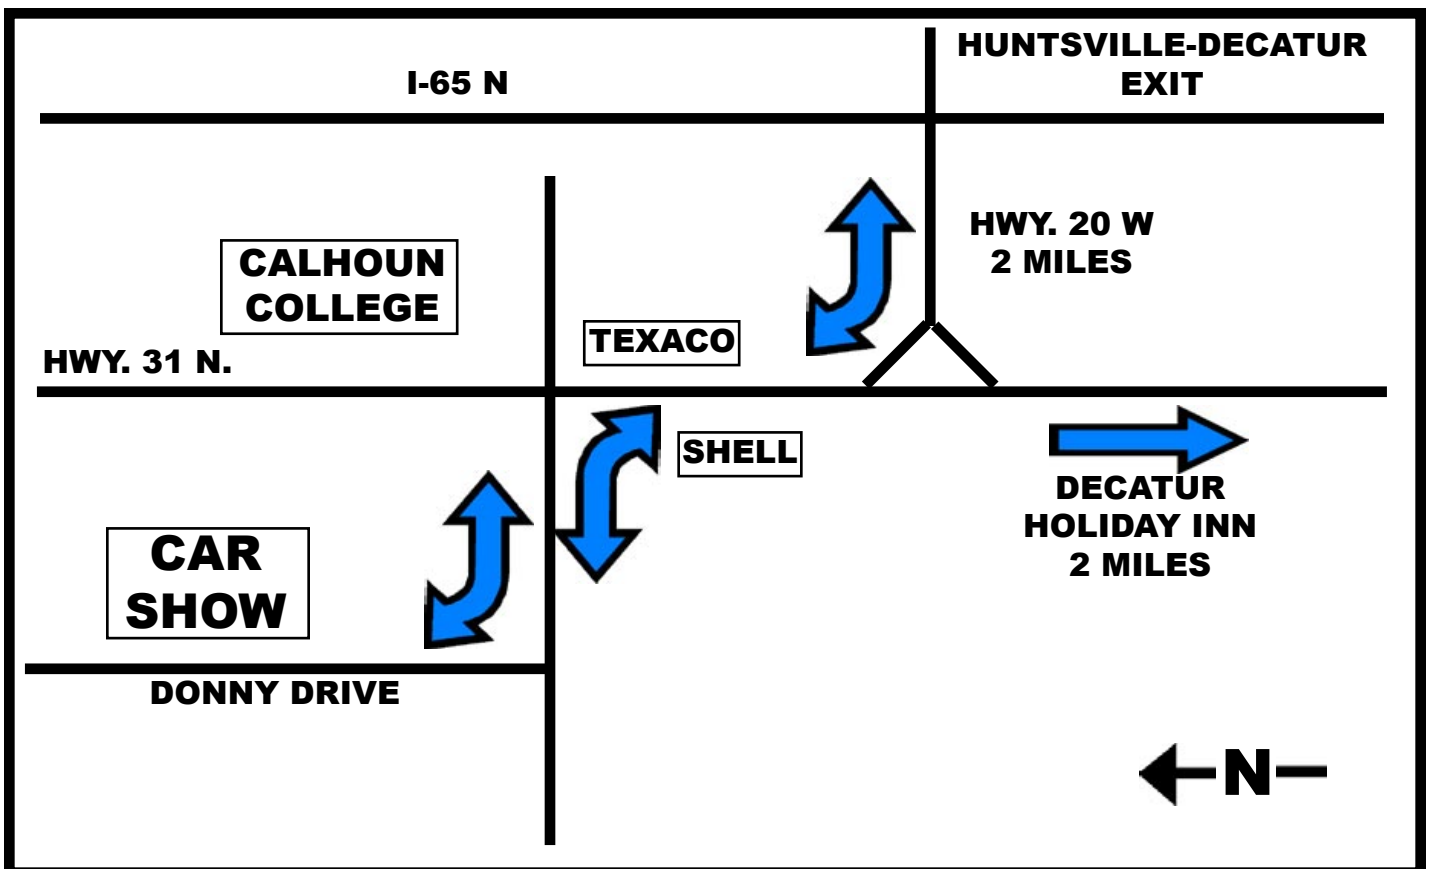 HUNTSVILLE-DECATUR
EXIT
I-65 N
HWY. 20 W
2 MILES
CALHOUN
COLLEGE
TEXACO
HWY. 31 N.
SHELL
DECATUR
HOLIDAY INN
2 MILES
CAR
SHOW
DONNY DRIVE
N